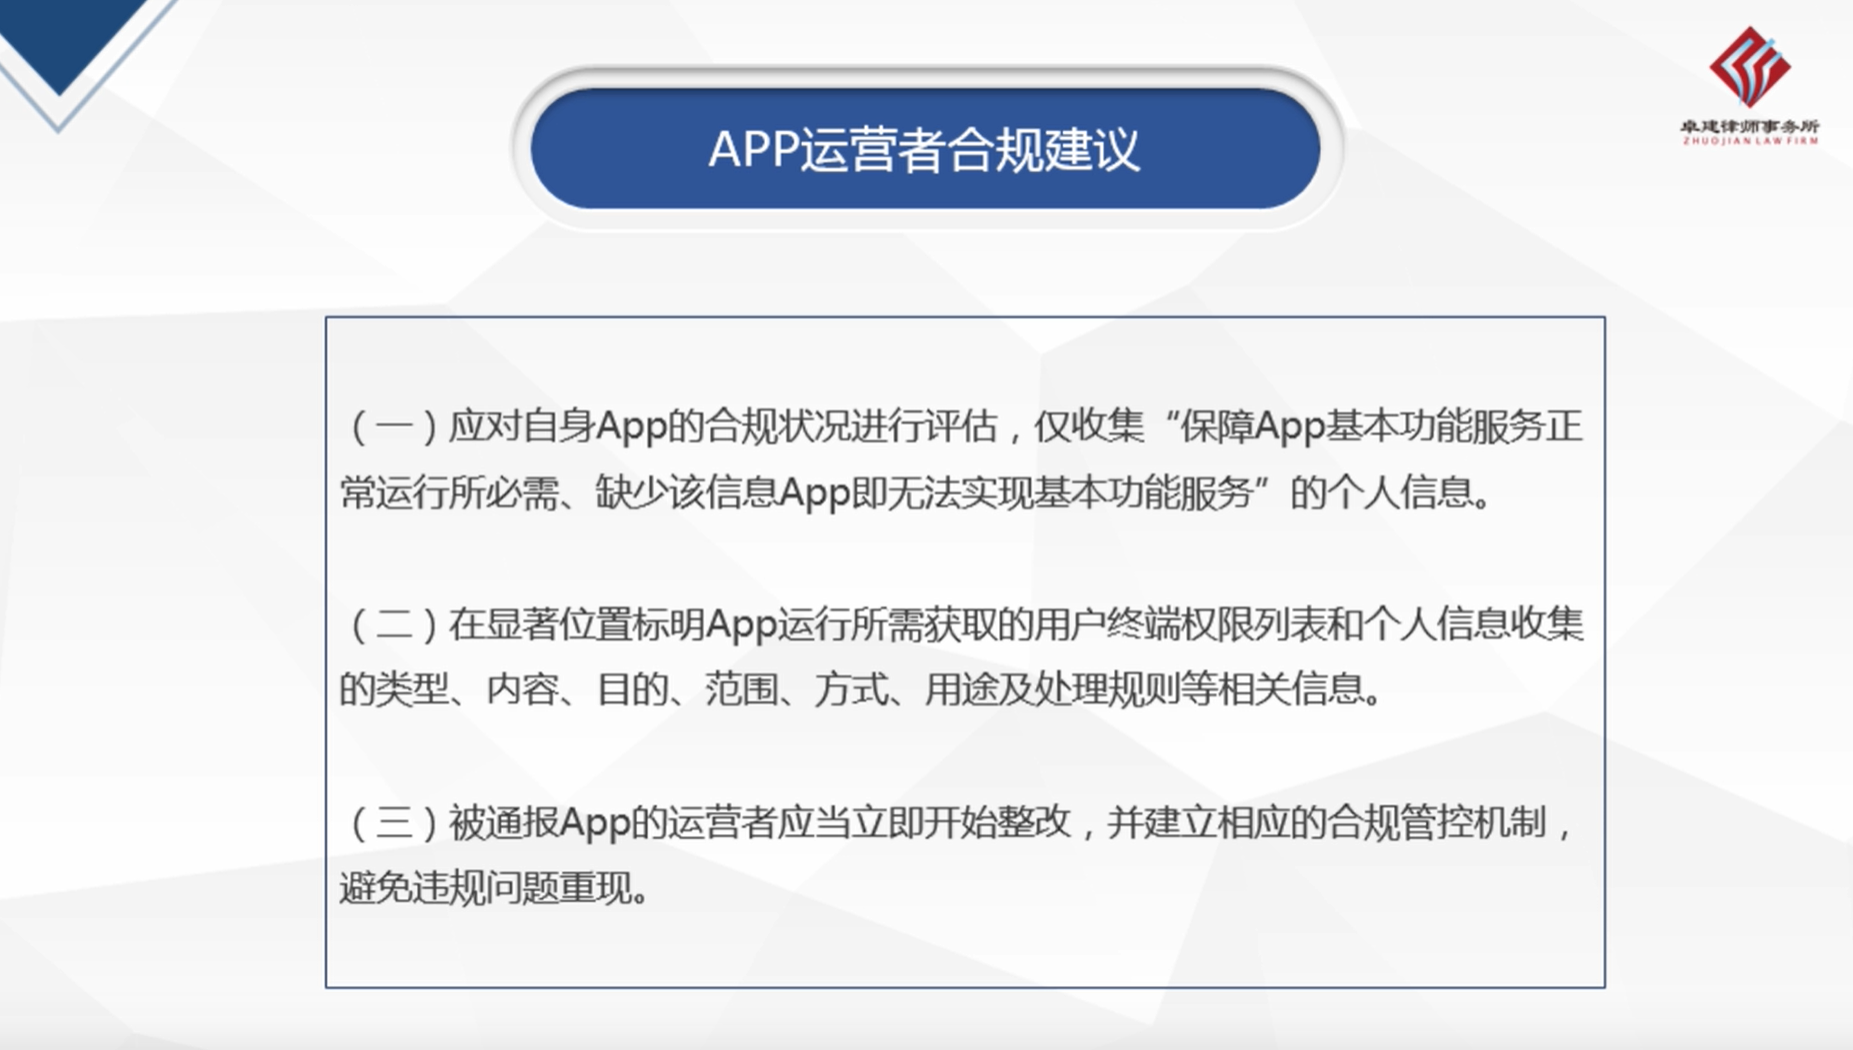 卓建律师事务所
ZHUOJIAN LAW FIRM
APP运营者合规建议
（一）应对自身App的合规状况进行评估，仅收集“保障App基本功能服务正
常运行所必需、缺少该信息App即无法实现基本功能服务”的个人信息。
（二）在显著位置标明App运行所需获取的用户终端权限列表和个人信息收集
的类型、内容、目的、范围、方式、用途及处理规则等相关信息。
（三）被通报App的运营者应当立即开始整改，并建立相应的合规管控机制，
避免违规问题重现。